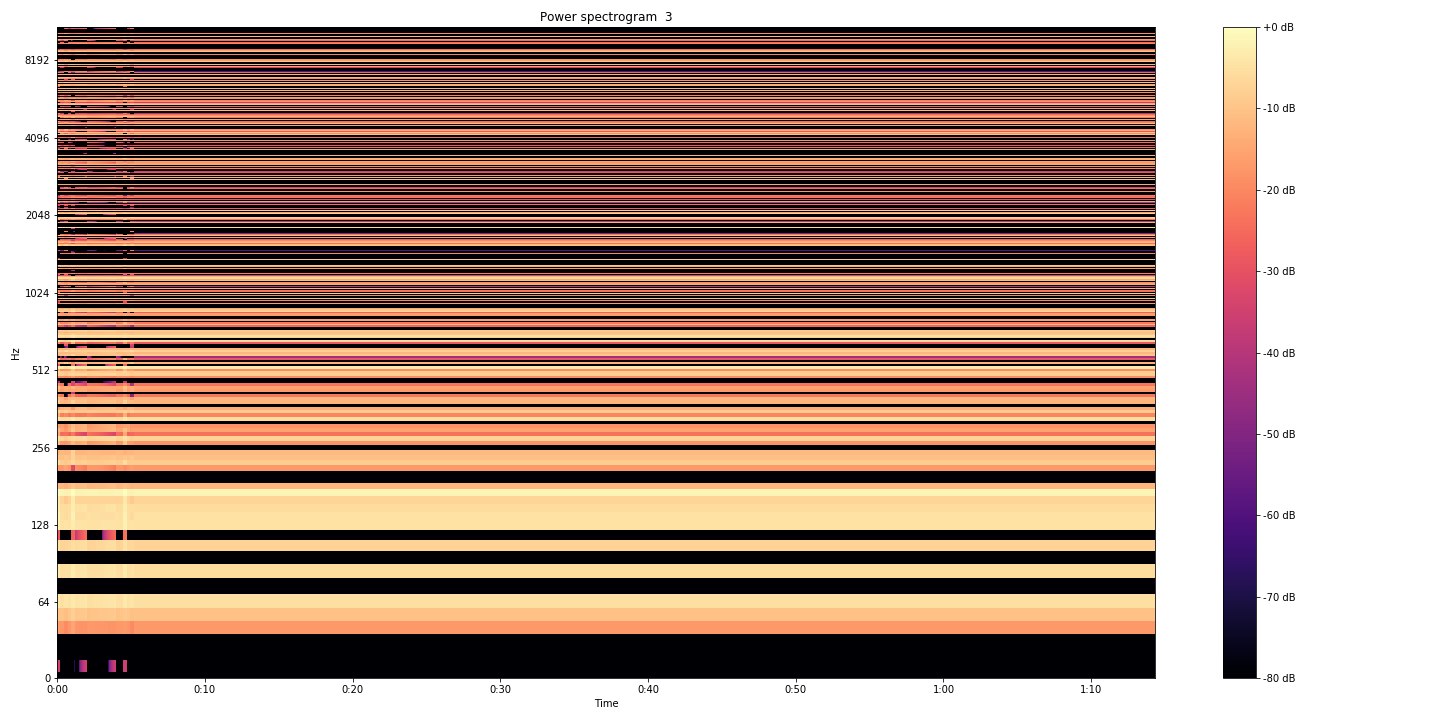 Power spectrogram  3
8192
4096
2048
1024
512
256
128
64
0
Hz
0:00
0:10
0:20
0:30
0:40
0:50
1:00
1:10
Time
+0 dB
-10 dB
-20 dB
-30 dB
-40 dB
-50 dB
-60 dB
-70 dB
-80 dB